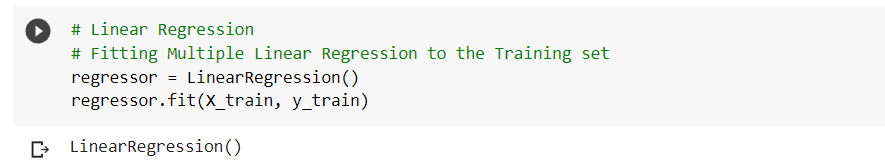 # Linear Regression
# Fitting Multiple Linear Regression to the Training set
regressor = LinearRegression()
regressor.fit(X_train, y_train)
LinearRegression()